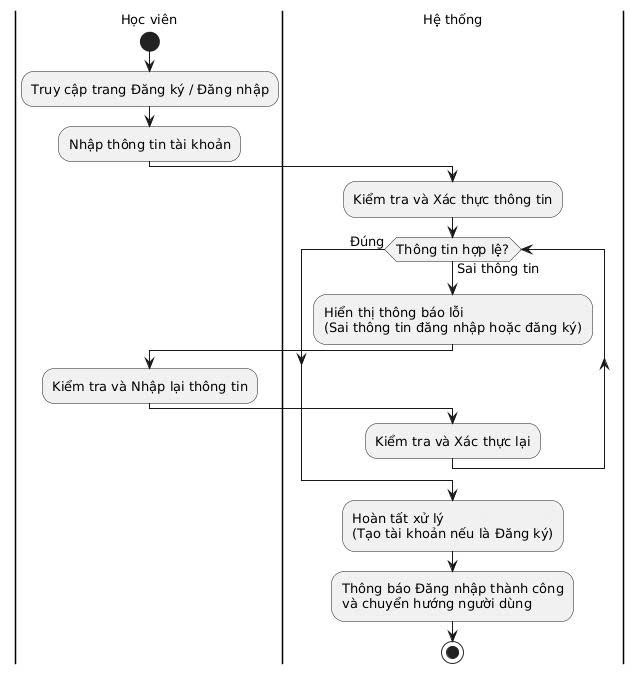 Học viên
Hệ thống
Truy cập trang Đăng ký / Đăng nhập
Nhập thông tin tài khoản
Kiểm tra và Xác thực thông tin
Đúng
Thông tin hợp lệ?
Sai thông tin
Hiển thị thông báo lỗi
(Sai thông tin đăng nhập hoặc đăng ký)
Kiểm tra và Nhập lại thông tin
Kiểm tra và Xác thực lại
Hoàn tất xử lý
(Tạo tài khoản nếu là Đăng ký)
Thông báo Đăng nhập thành công
và chuyển hướng người dùng